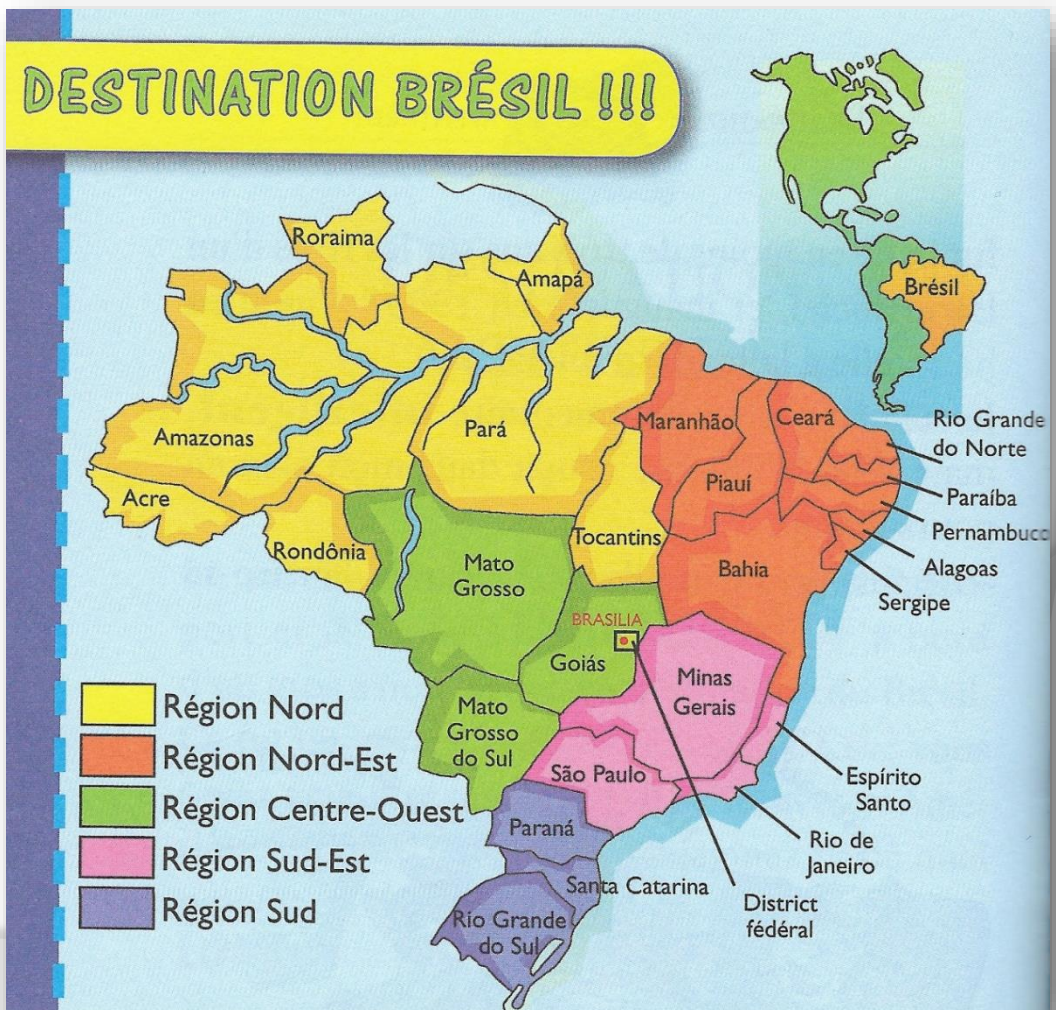 DESTINATION BRÉSIL !!!
Brésil
Roraima
Amapá
Amazonas
Pará
Maranhão
Ceará
Rio Grande
do Norte
Piauí
Paraíba
Acre
Pernambuco
Rondônia
Tocantins
Alagoas
Mato
Grosso
Bahia
Sergipe
BRASILIA
Goiás
Minas
Gerais
Mato
Grosso
do Sul
São Paulo
Espírito
Santo
Paraná
Rio de
Janeiro
Santa Catarina
District
fédéral
Rio Grande
do Sul
Région Nord
Région Nord-Est
Région Centre-Ouest
Région Sud-Est
Région Sud